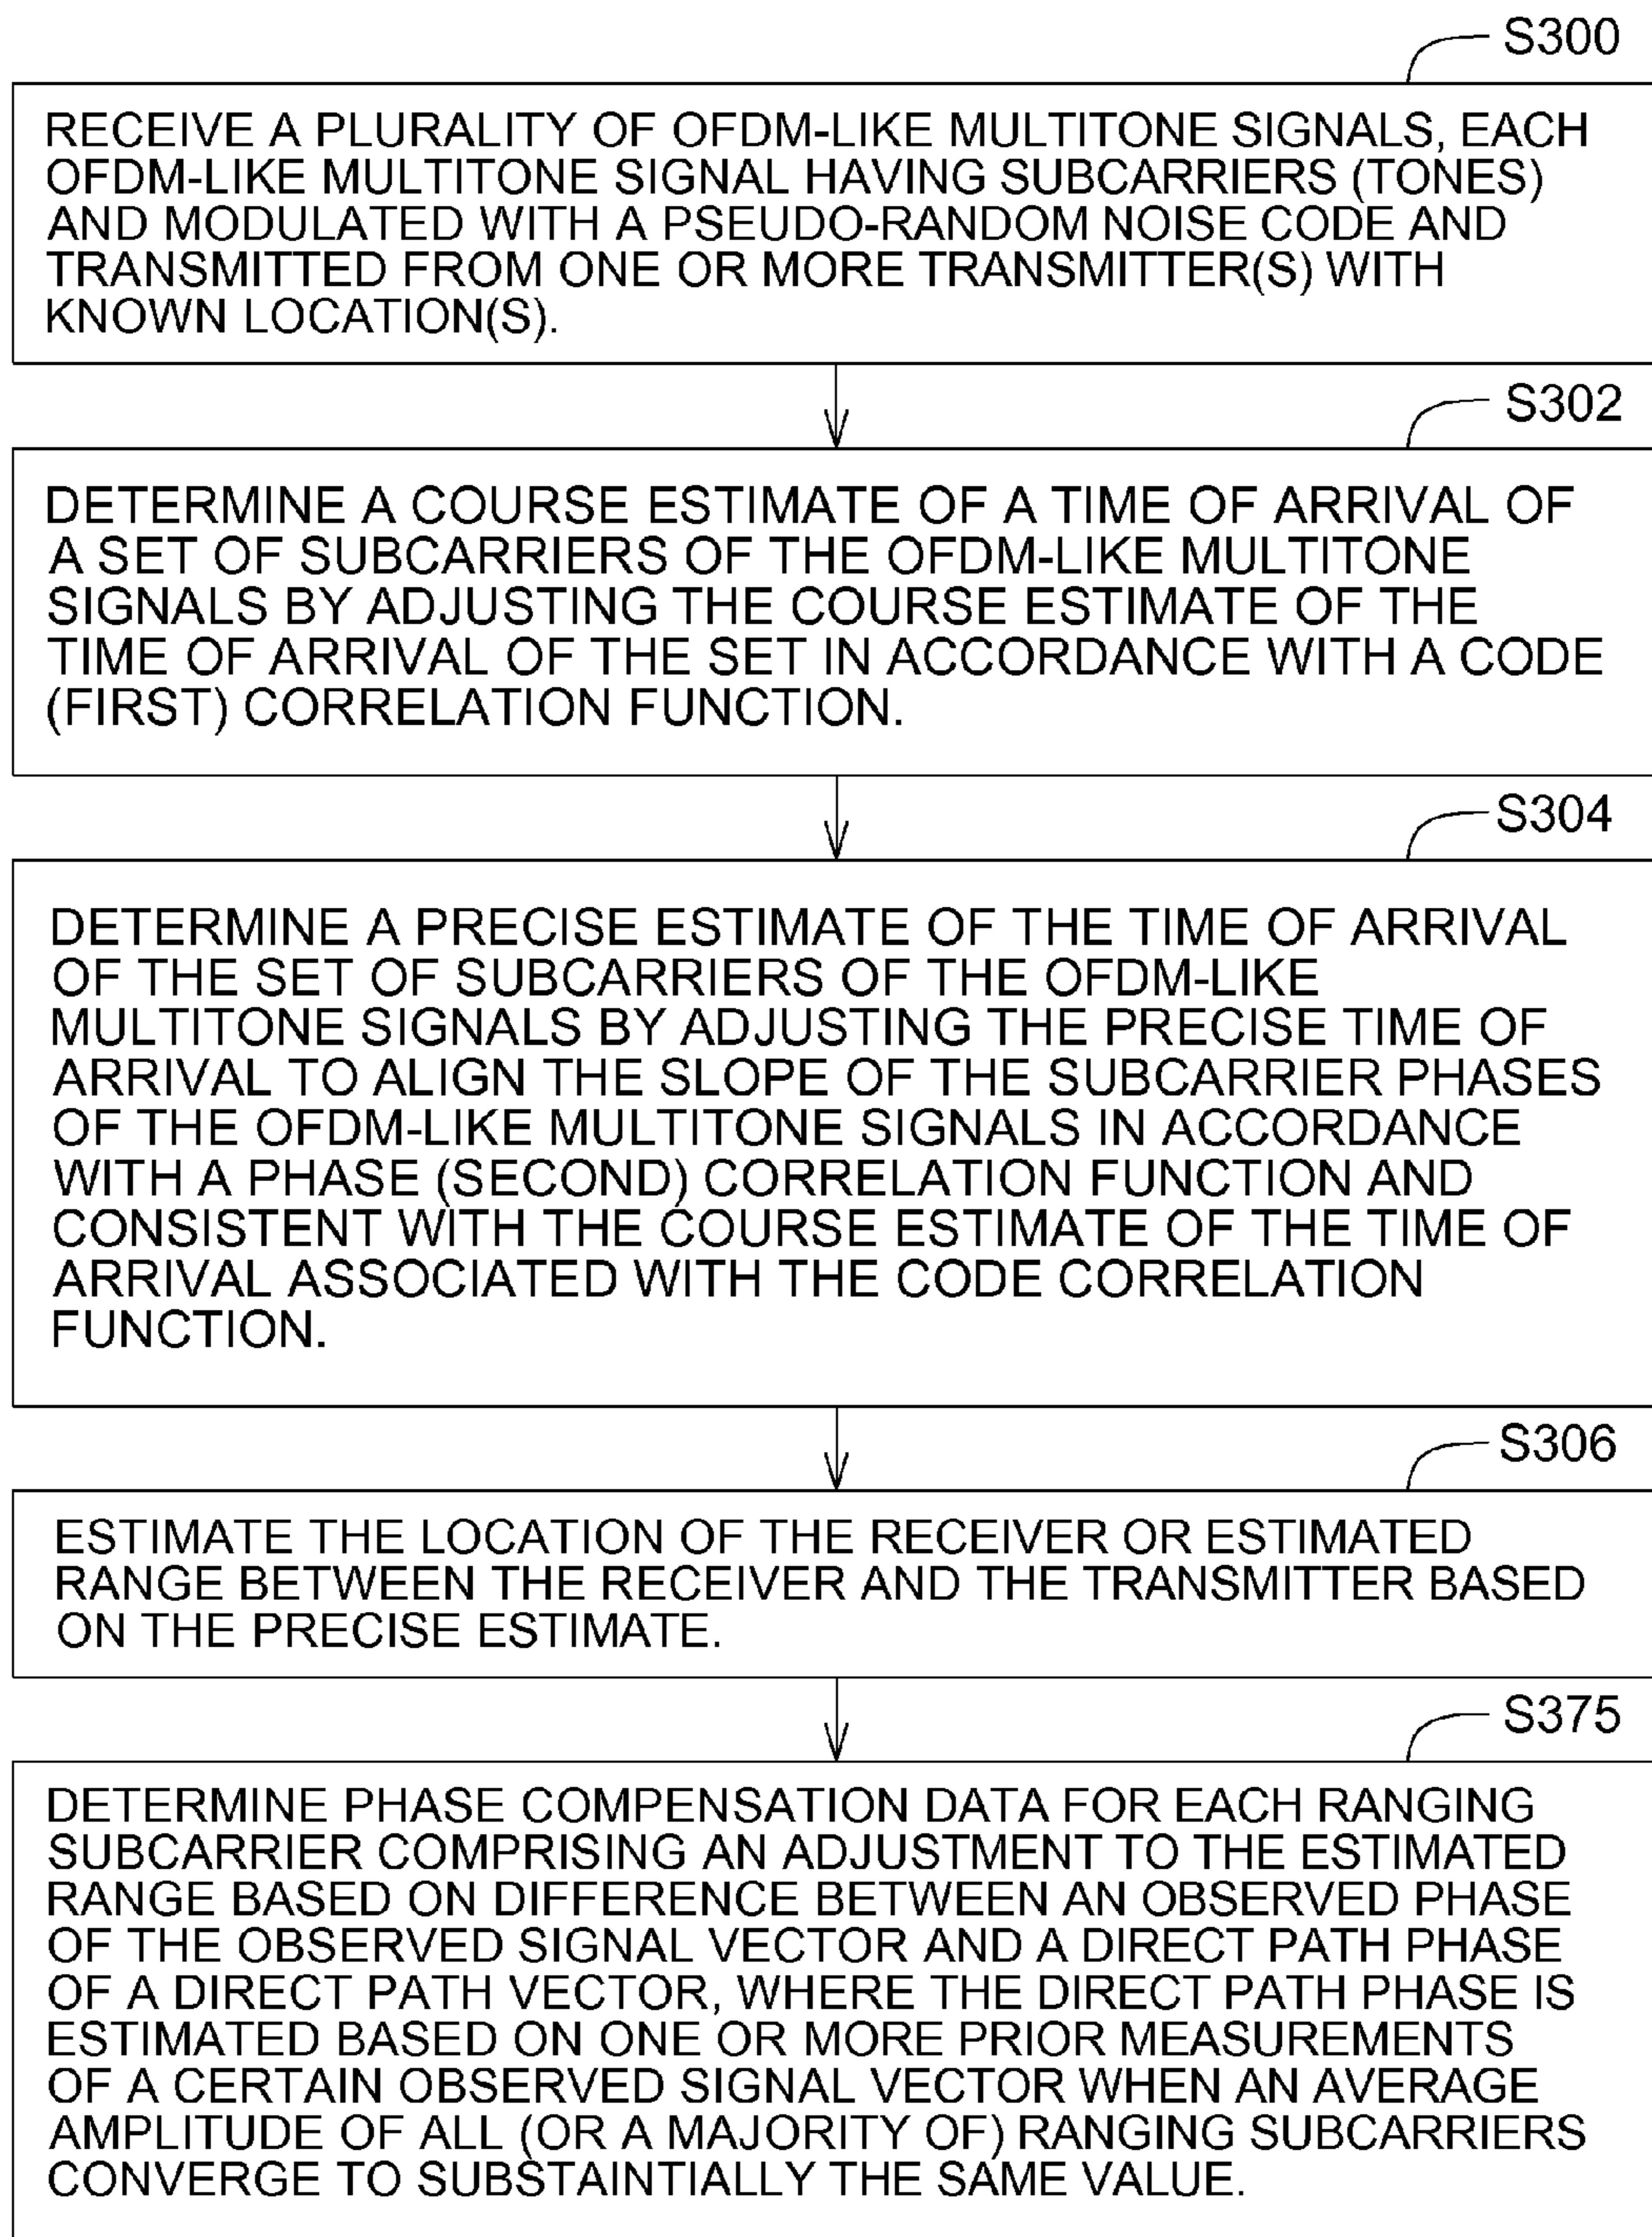 S300
RECEIVE A PLURALITY OF OFDM-LIKE MULTITONE SIGNALS, EACH
OFDM-LIKE MULTITONE SIGNAL HAVING SUBCARRIERS (TONES)
AND MODULATED WITH A PSEUDO-RANDOM NOISE CODE AND
TRANSMITTED FROM ONE OR MORE TRANSMITTER(S) WITH
KNOWN LOCATION(S).
S302
DETERMINE A COURSE ESTIMATE OF A TIME OF ARRIVAL OF
A SET OF SUBCARRIERS OF THE OFDM-LIKE MULTITONE
SIGNALS BY ADJUSTING THE COURSE ESTIMATE OF THE
TIME OF ARRIVAL OF THE SET IN ACCORDANCE WITH A CODE
(FIRST) CORRELATION FUNCTION.
S304
DETERMINE A PRECISE ESTIMATE OF THE TIME OF ARRIVAL
OF THE SET OF SUBCARRIERS OF THE OFDM-LIKE
MULTITONE SIGNALS BY ADJUSTING THE PRECISE TIME OF
ARRIVAL TO ALIGN THE SLOPE OF THE SUBCARRIER PHASES
OF THE OFDM-LIKE MULTITONE SIGNALS IN ACCORDANCE
WITH A PHASE (SECOND) CORRELATION FUNCTION AND
CONSISTENT WITH THE COURSE ESTIMATE OF THE TIME OF
ARRIVAL ASSOCIATED WITH THE CODE CORRELATION
FUNCTION.
S306
ESTIMATE THE LOCATION OF THE RECEIVER OR ESTIMATED
RANGE BETWEEN THE RECEIVER AND THE TRANSMITTER BASED
ON THE PRECISE ESTIMATE.
S375
DETERMINE PHASE COMPENSATION DATA FOR EACH RANGING
SUBCARRIER COMPRISING AN ADJUSTMENT TO THE ESTIMATED
RANGE BASED ON DIFFERENCE BETWEEN AN OBSERVED PHASE
OF THE OBSERVED SIGNAL VECTOR AND A DIRECT PATH PHASE
OF A DIRECT PATH VECTOR, WHERE THE DIRECT PATH PHASE IS
ESTIMATED BASED ON ONE OR MORE PRIOR MEASUREMENTS
OF A CERTAIN OBSERVED SIGNAL VECTOR WHEN AN AVERAGE
AMPLITUDE OF ALL (OR A MAJORITY OF) RANGING SUBCARRIERS
CONVERGE TO SUBSTAINTIALLY THE SAME VALUE.